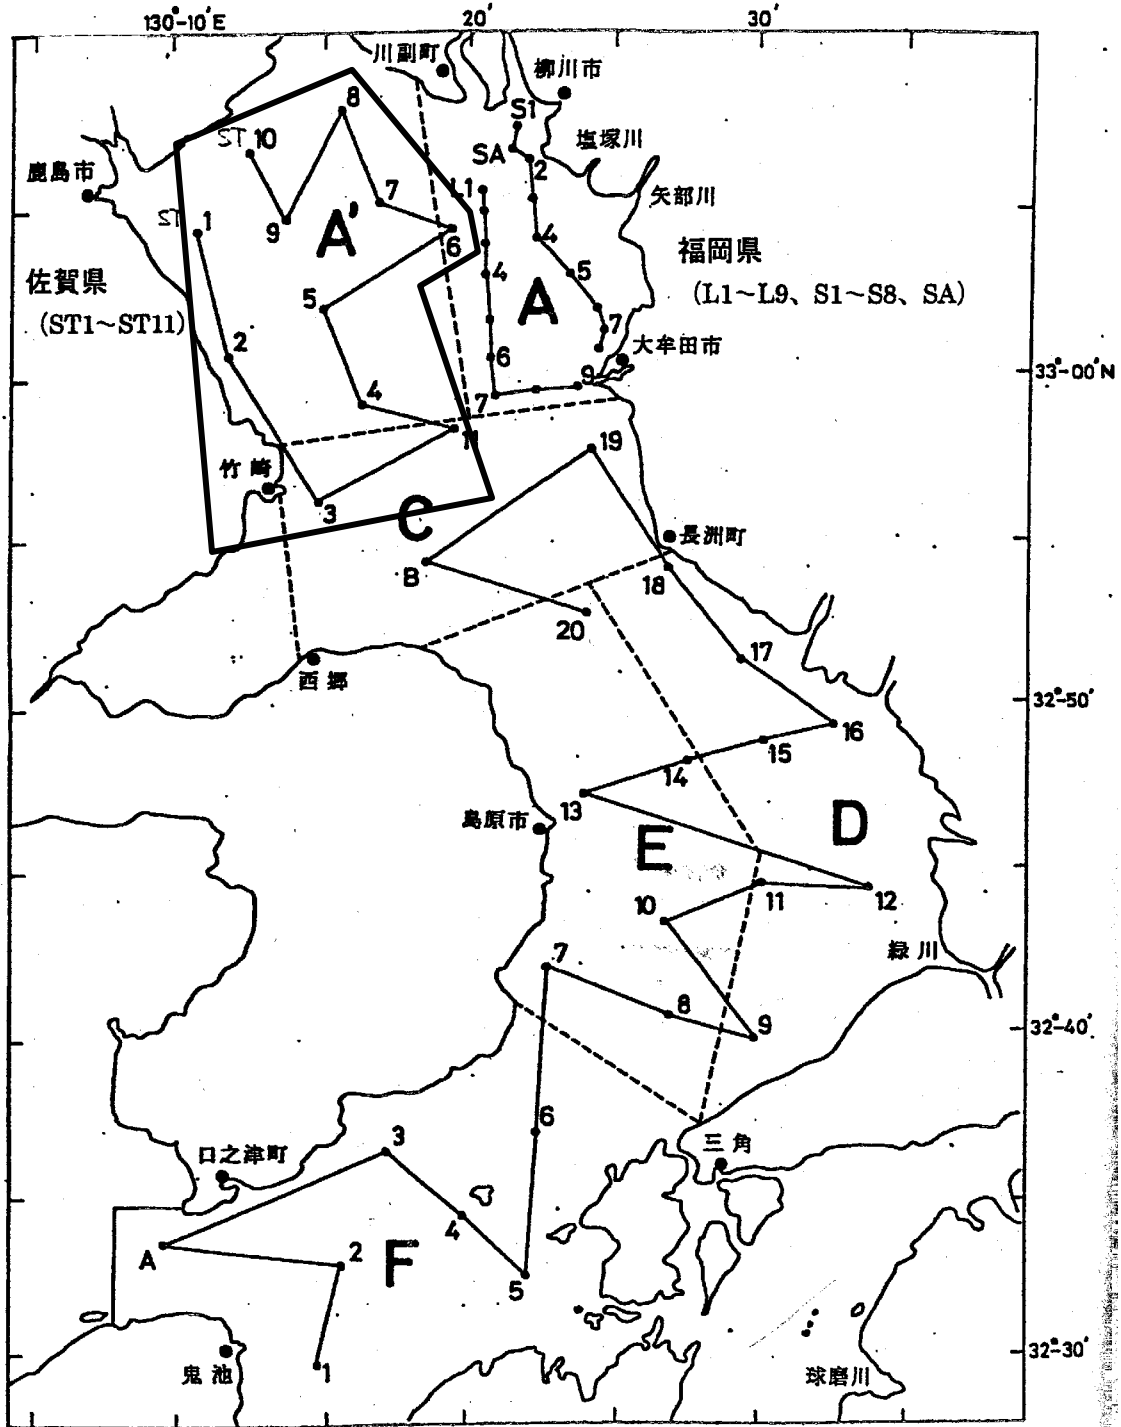 130°-10'E
20'
30'
川副町
柳川市
8
S1
ST10
塩塚川
SA
2
鹿島市
L1
7
矢部川
ST1
9
A'
6
4
福岡県
佐賀県
4
5
(L1~L9、S1~S8、SA)
(ST1~ST11)
5
A
7
大牟田市
2
6
33°-00'N
9
4
7
11
19
竹崎
3
C
長洲町
B
18
20
17
西郷
32°-50'
16
15
14
13
島原市
D
E
11
12
10
緑川
7
8
9
32°-40'
6
3
三角
口之津町
4
A
2
F
5
32°-30'
鬼池
1
球磨川